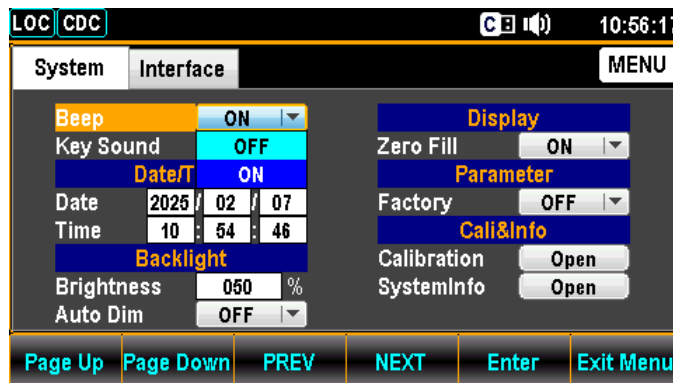 LOC CDC C 10:56:17
System Interface MENU
Beep ON
Key Sound OFF
Date/T ON
Date 2025 / 02 / 07
Time 10 : 54 : 46
Backlight
Brightness 050 %
Auto Dim OFF
Display
Zero Fill ON
Parameter
Factory OFF
Cali&Info
Calibration Open
SystemInfo Open
Page Up Page Down PREV NEXT Enter Exit Menu